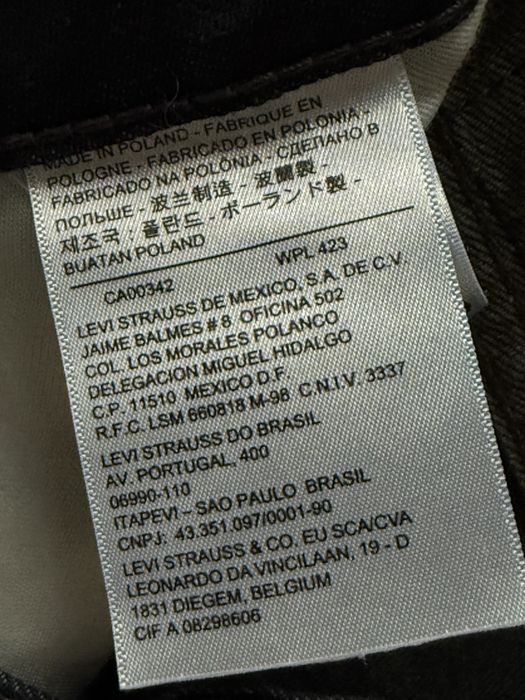 MADE IN POLAND - FABRIQUE EN
POLOGNE - FABRICADO EN POLONIA -
FABRICADO NA POLÔNIA - СДЕЛАНО В
ПОЛЬШЕ - 波兰制造 - 波蘭製 -
제조국 : 폴란드 - ポーランド製 -
BUATAN POLAND
CA00342 WPL 423
LEVI STRAUSS DE MEXICO, S.A. DE C.V.
JAIME BALMES # 8 OFICINA 502
COL. LOS MORALES POLANCO
DELEGACION MIGUEL HIDALGO
C.P. 11510 MEXICO D.F.
R.F.C. LSM 660818 M-98 C.N.I.V. 3337
LEVI STRAUSS DO BRASIL
AV. PORTUGAL, 400
06990-110
ITAPEVI – SAO PAULO BRASIL
CNPJ: 43.351.097/0001-90
LEVI STRAUSS & CO. EU SCA/CVA
LEONARDO DA VINCILAAN, 19 - D
1831 DIEGEM, BELGIUM
CIF A 08298606